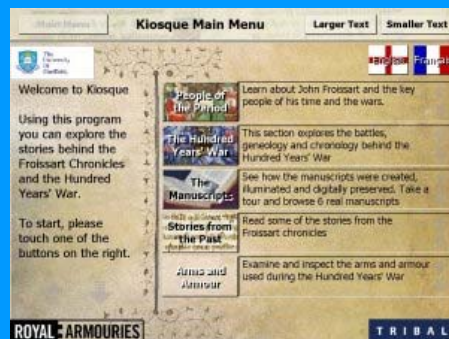 Main Menu
Kiosque Main Menu
Larger Text
Smaller Text
The
University
Of
Sheffield.
English
Français
Welcome to Kiosque
Using this program
you can explore the
stories behind the
Froissart Chronicles
and the Hundred
Years' War.
To start, please
touch one of the
buttons on the right.
People of
the Period
Learn about John Froissart and the key
people of his time and the wars.
The Hundred
Years' War
This section explores the battles,
geneology and chronology behind the
Hundred Years' War
The
Manuscripts
See how the manuscripts were created,
illuminated and digitally preserved. Take a
tour and browse 6 real manuscripts
Stories from
the Past
Read some of the stories from the
Froissart chronicles
Arms and
Armour
Examine and inspect the arms and armour
used during the Hundred Years' War
ROYAL ARMOURIES
TRIBAL